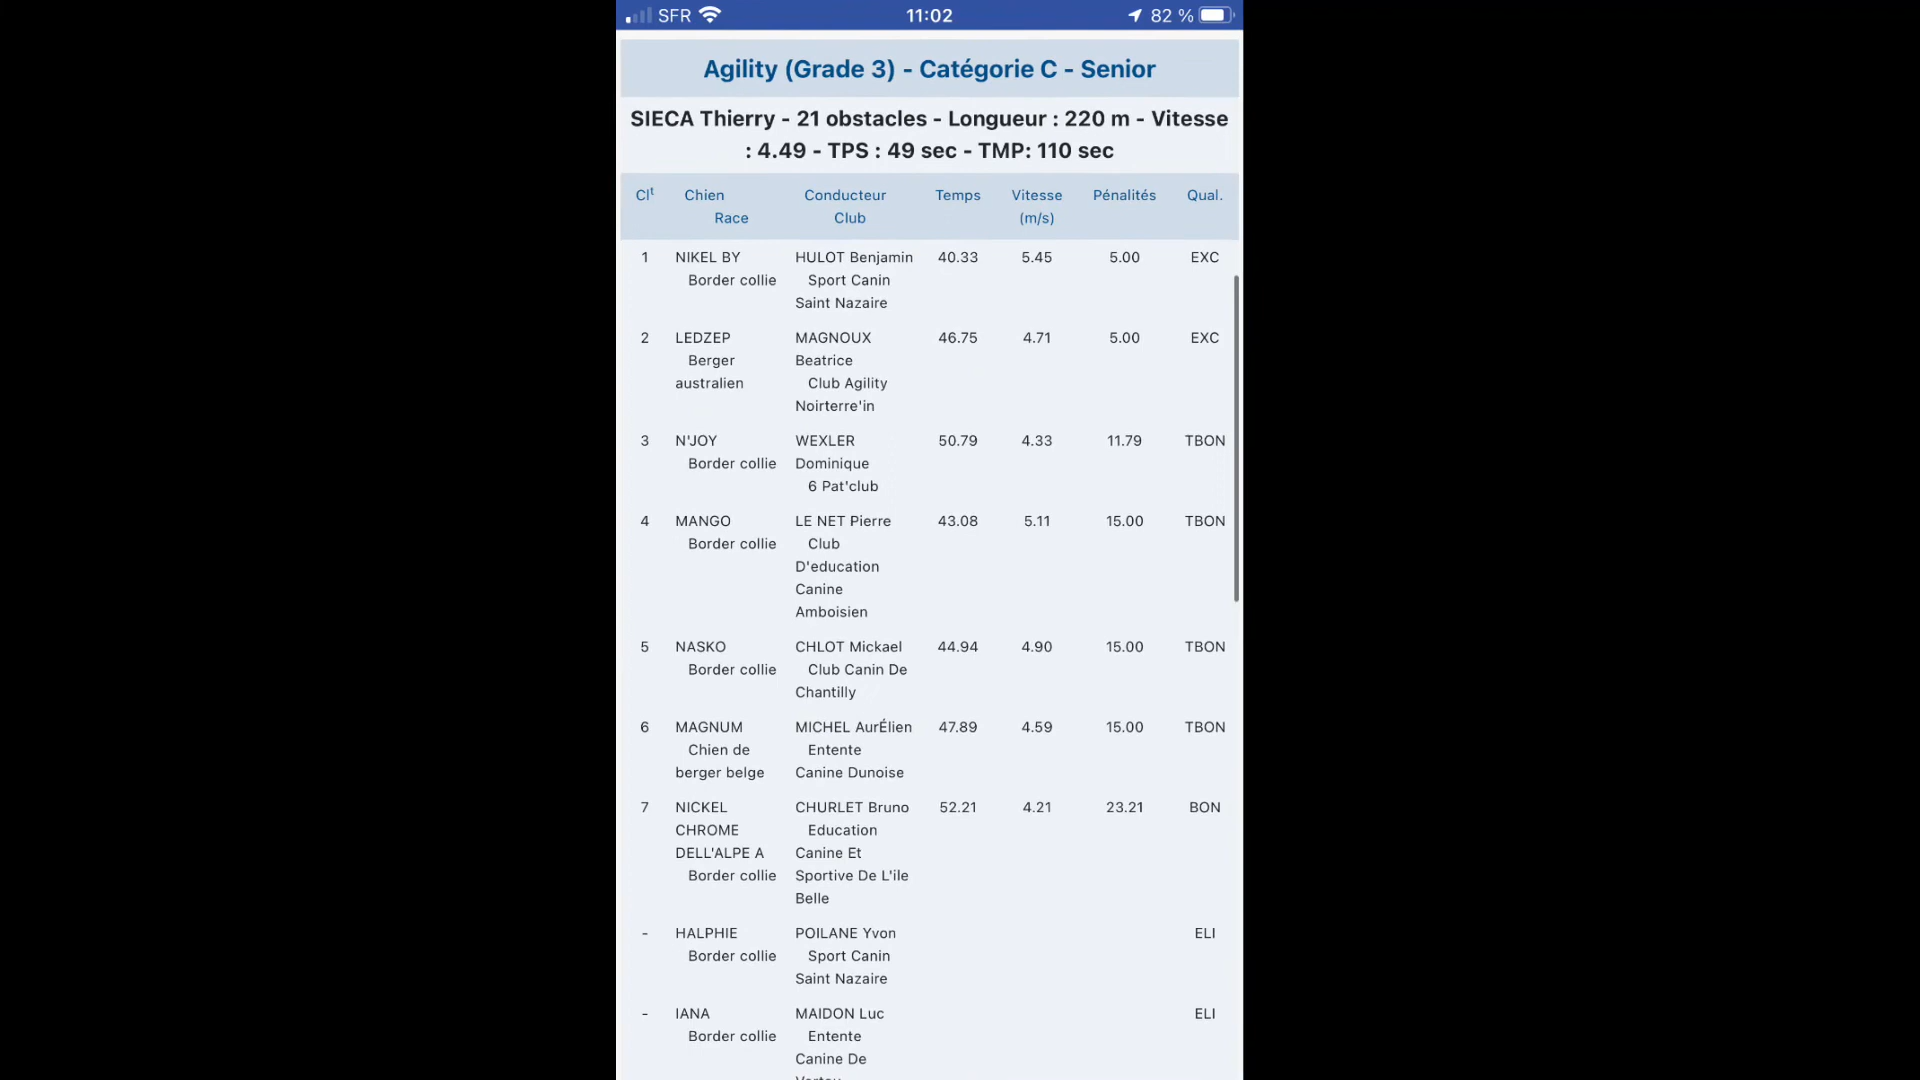 SFR 11:02 82 %
Agility (Grade 3) - Catégorie C - Senior
SIECA Thierry - 21 obstacles - Longueur : 220 m - Vitesse
: 4.49 - TPS : 49 sec - TMP: 110 sec
Clt Chien Conducteur Temps Vitesse Pénalités Qual.
Race Club (m/s)
1 NIKEL BY HULOT Benjamin 40.33 5.45 5.00 EXC
Border collie Sport Canin
Saint Nazaire
2 LEDZEP MAGNOUX 46.75 4.71 5.00 EXC
Berger Beatrice
australien Club Agility
Noirterre'in
3 N'JOY WEXLER 50.79 4.33 11.79 TBON
Border collie Dominique
6 Pat'club
4 MANGO LE NET Pierre 43.08 5.11 15.00 TBON
Border collie Club
D'education
Canine
Amboisien
5 NASKO CHLOT Mickael 44.94 4.90 15.00 TBON
Border collie Club Canin De
Chantilly
6 MAGNUM MICHEL AurÉlien 47.89 4.59 15.00 TBON
Chien de Entente
berger belge Canine Dunoise
7 NICKEL CHURLET Bruno 52.21 4.21 23.21 BON
CHROME Education
DELL'ALPE A Canine Et
Border collie Sportive De L'ile
Belle
- HALPHIE POILANE Yvon ELI
Border collie Sport Canin
Saint Nazaire
- IANA MAIDON Luc ELI
Border collie Entente
Canine De